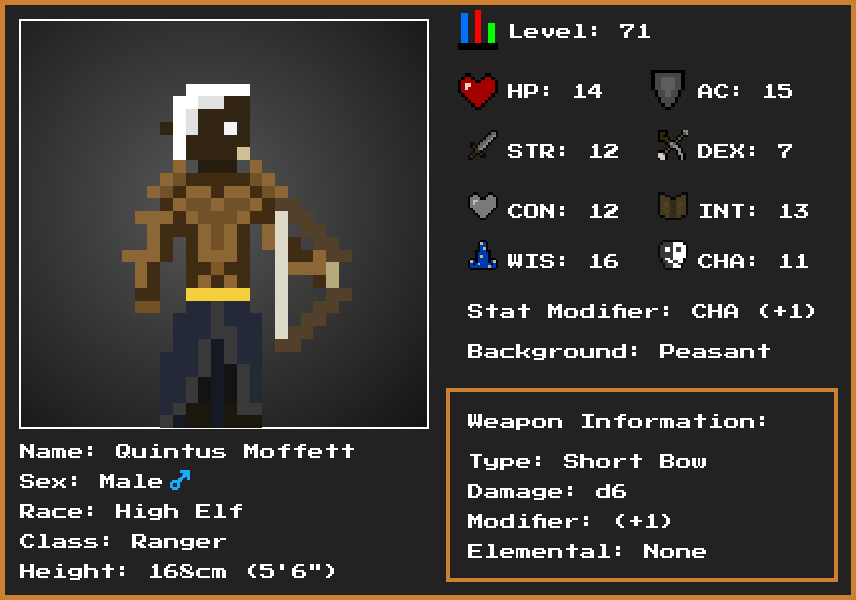 Level: 71
HP: 14
AC: 15
STR: 12
DEX: 7
CON: 12
INT: 13
WIS: 16
CHA: 11
Stat Modifier: CHA (+1)
Background: Peasant
Weapon Information:
Type: Short Bow
Damage: d6
Modifier: (+1)
Elemental: None
Name: Quintus Moffett
Sex: Male ♂
Race: High Elf
Class: Ranger
Height: 168cm (5'6")